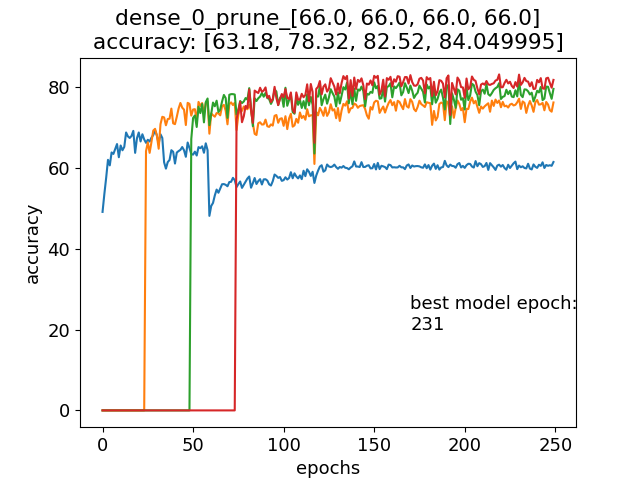 dense_0_prune_[66.0, 66.0, 66.0, 66.0]
accuracy: [63.18, 78.32, 82.52, 84.049995]
80
60
40
20
0
accuracy
best model epoch:
231
0 50 100 150 200 250
epochs